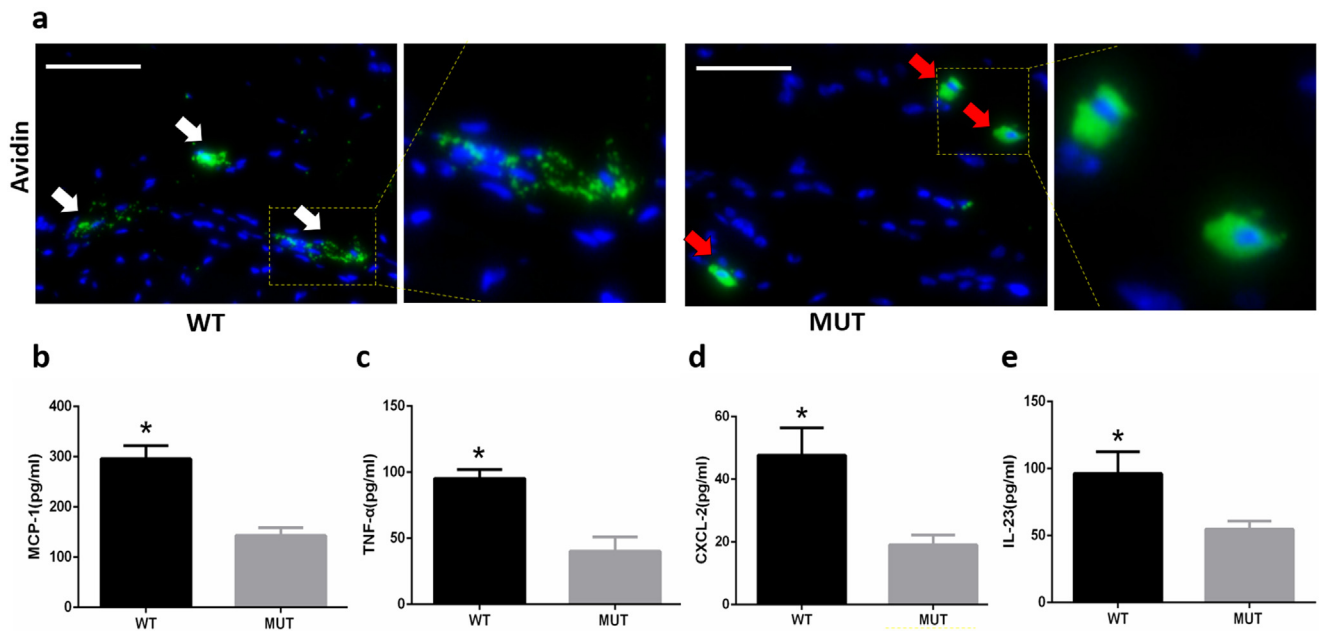 a
Avidin
WT
MUT
b
MCP-1(pg/ml)
400
300
200
100
0
*
WT
MUT
c
TNF-α(pg/ml)
150
100
50
0
*
WT
MUT
d
CXCL-2(pg/ml)
60
40
20
0
*
WT
MUT
e
IL-23(pg/ml)
150
100
50
0
*
WT
MUT